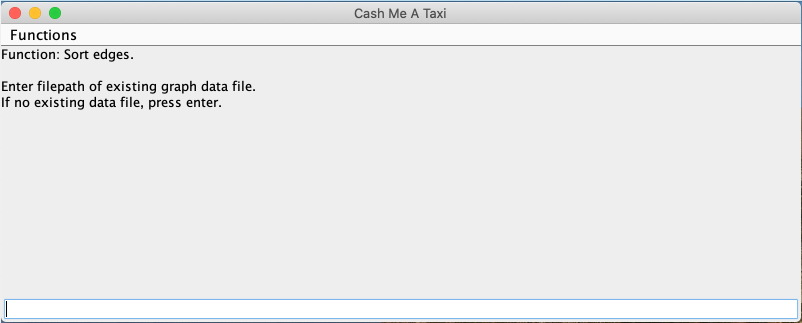 Cash Me A Taxi
Functions
Function: Sort edges.
Enter filepath of existing graph data file.
If no existing data file, press enter.